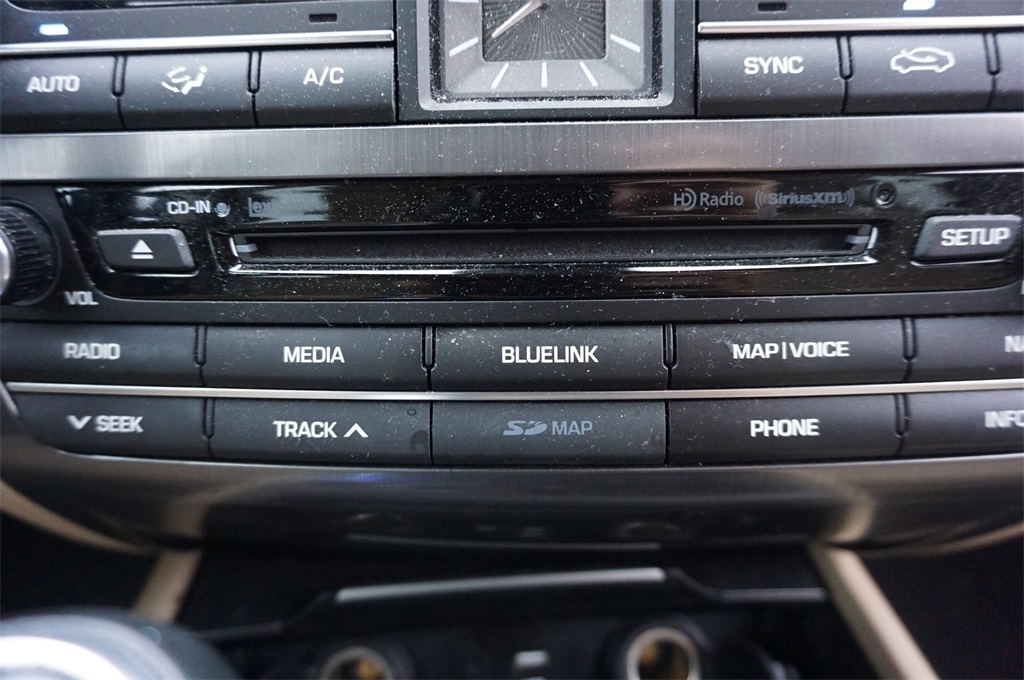 AUTO
A/C
SYNC
CD-IN
HD Radio
((SiriusXM))
SETUP
VOL
RADIO
MEDIA
BLUELINK
MAP|VOICE
SEEK
TRACK
SD MAP
PHONE
INFO